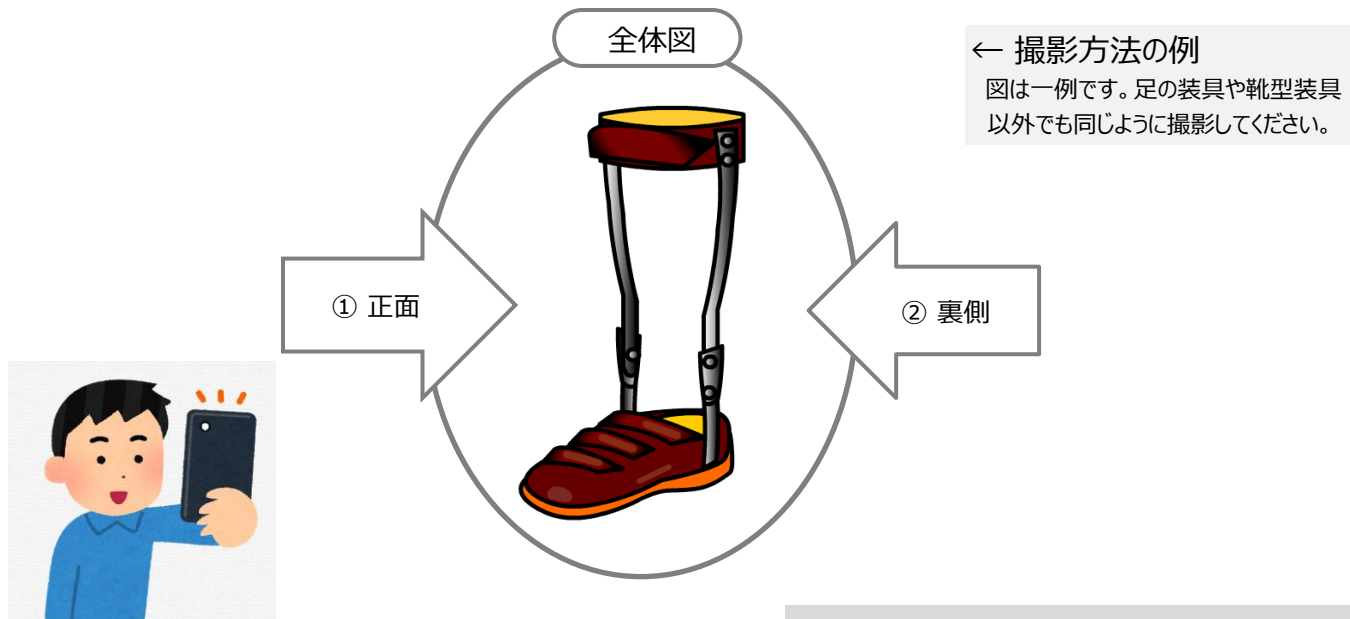 全体図
← 撮影方法の例
図は一例です。足の装具や靴型装具
以外でも同じように撮影してください。
① 正面
② 裏側